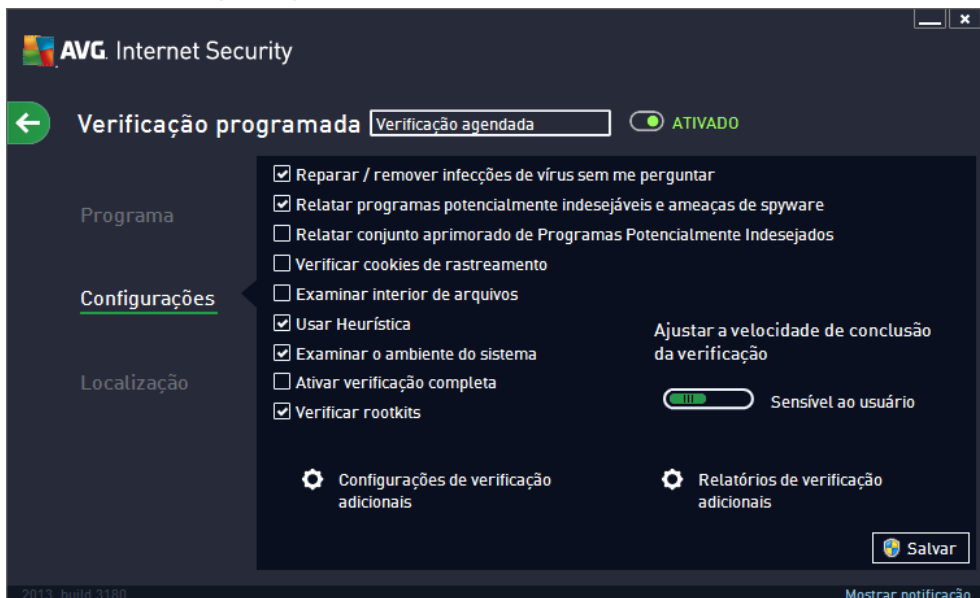 AVG. Internet Security
Verificação programada
Verificação agendada
ATIVADO
Programa
Configurações
Localização
Reparar / remover infecções de vírus sem me perguntar
Relatar programas potencialmente indesejáveis e ameaças de spyware
Relatar conjunto aprimorado de Programas Potencialmente Indesejados
Verificar cookies de rastreamento
Examinar interior de arquivos
Usar Heurística
Examinar o ambiente do sistema
Ativar verificação completa
Verificar rootkits
Ajustar a velocidade de conclusão
da verificação
Sensível ao usuário
Configurações de verificação
adicionais
Relatórios de verificação
adicionais
Salvar
2013 build 3180
Mostrar notificação